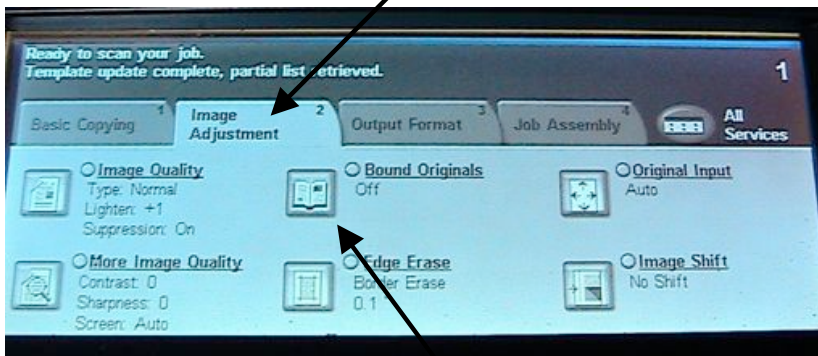 Ready to scan your job.
Template update complete, partial list retrieved.
1
Basic Copying 1
Image Adjustment 2
Output Format 3
Job Assembly 4
All Services
Image Quality
Type: Normal
Lighten: +1
Suppression: On
Bound Originals
Off
Original Input
Auto
More Image Quality
Contrast: 0
Sharpness: 0
Screen: Auto
Edge Erase
Border Erase
0.1 "
Image Shift
No Shift